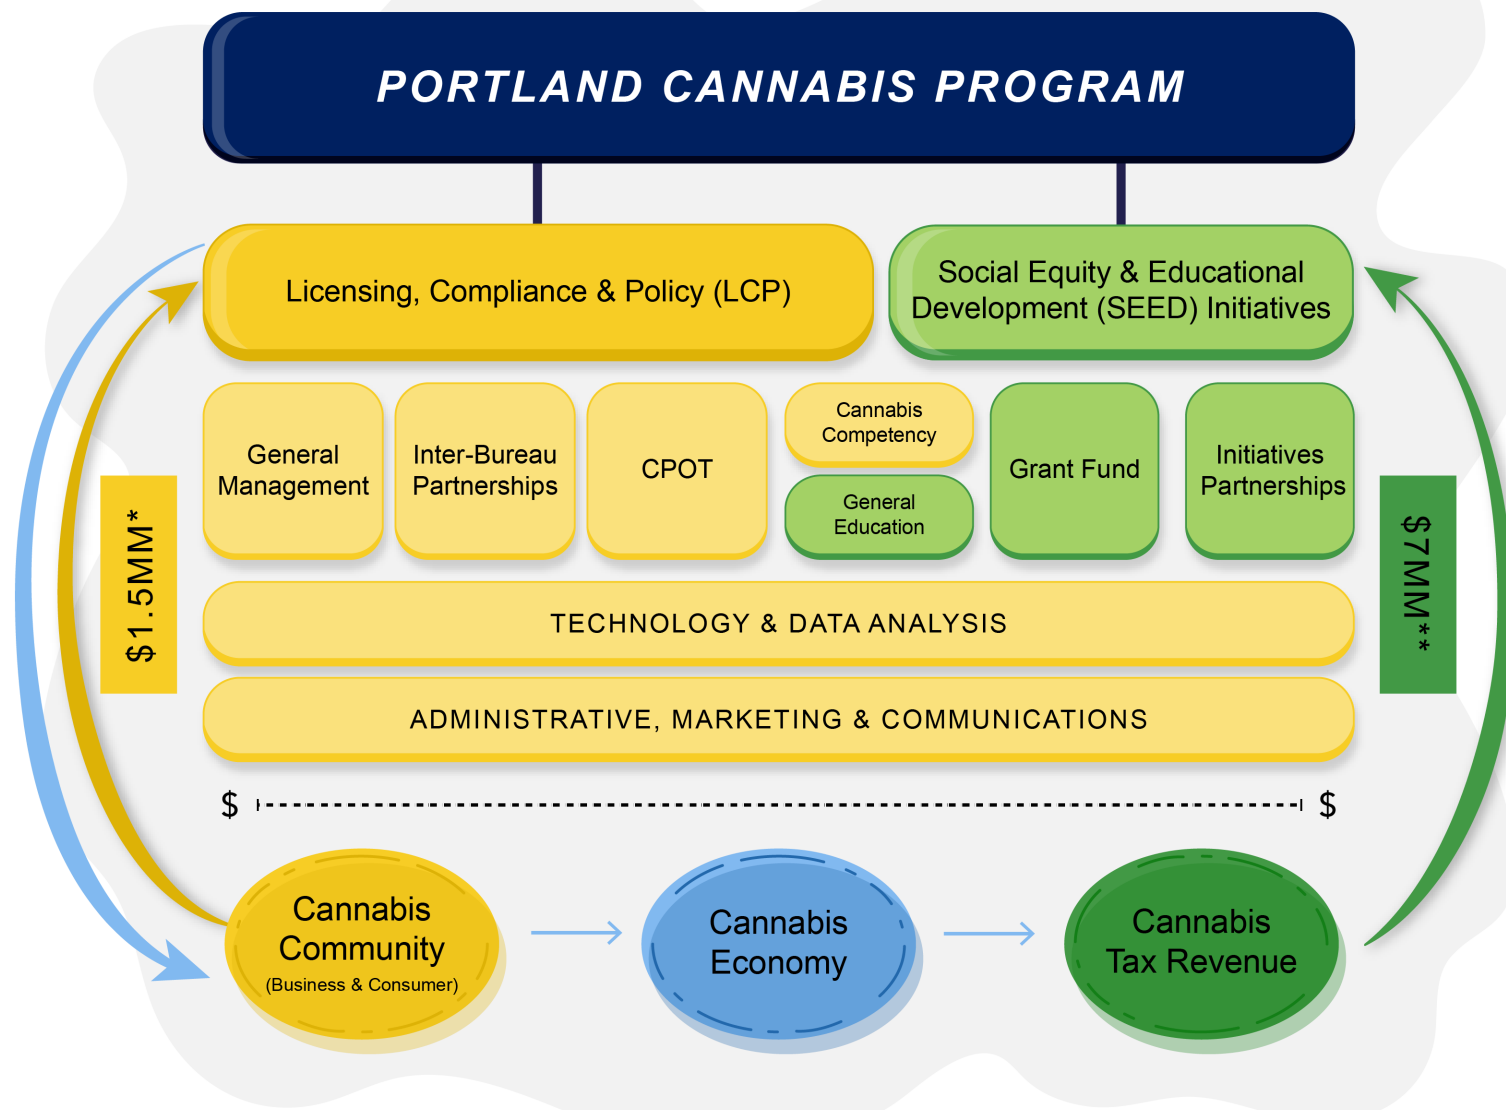 PORTLAND CANNABIS PROGRAM
Licensing, Compliance & Policy (LCP)
Social Equity & Educational
Development (SEED) Initiatives
General
Management
Inter-Bureau
Partnerships
CPOT
Cannabis
Competency
General
Education
Grant Fund
Initiatives
Partnerships
$1.5MM*
$7MM**
TECHNOLOGY & DATA ANALYSIS
ADMINISTRATIVE, MARKETING & COMMUNICATIONS
$ $
Cannabis
Community
(Business & Consumer)
Cannabis
Economy
Cannabis
Tax Revenue